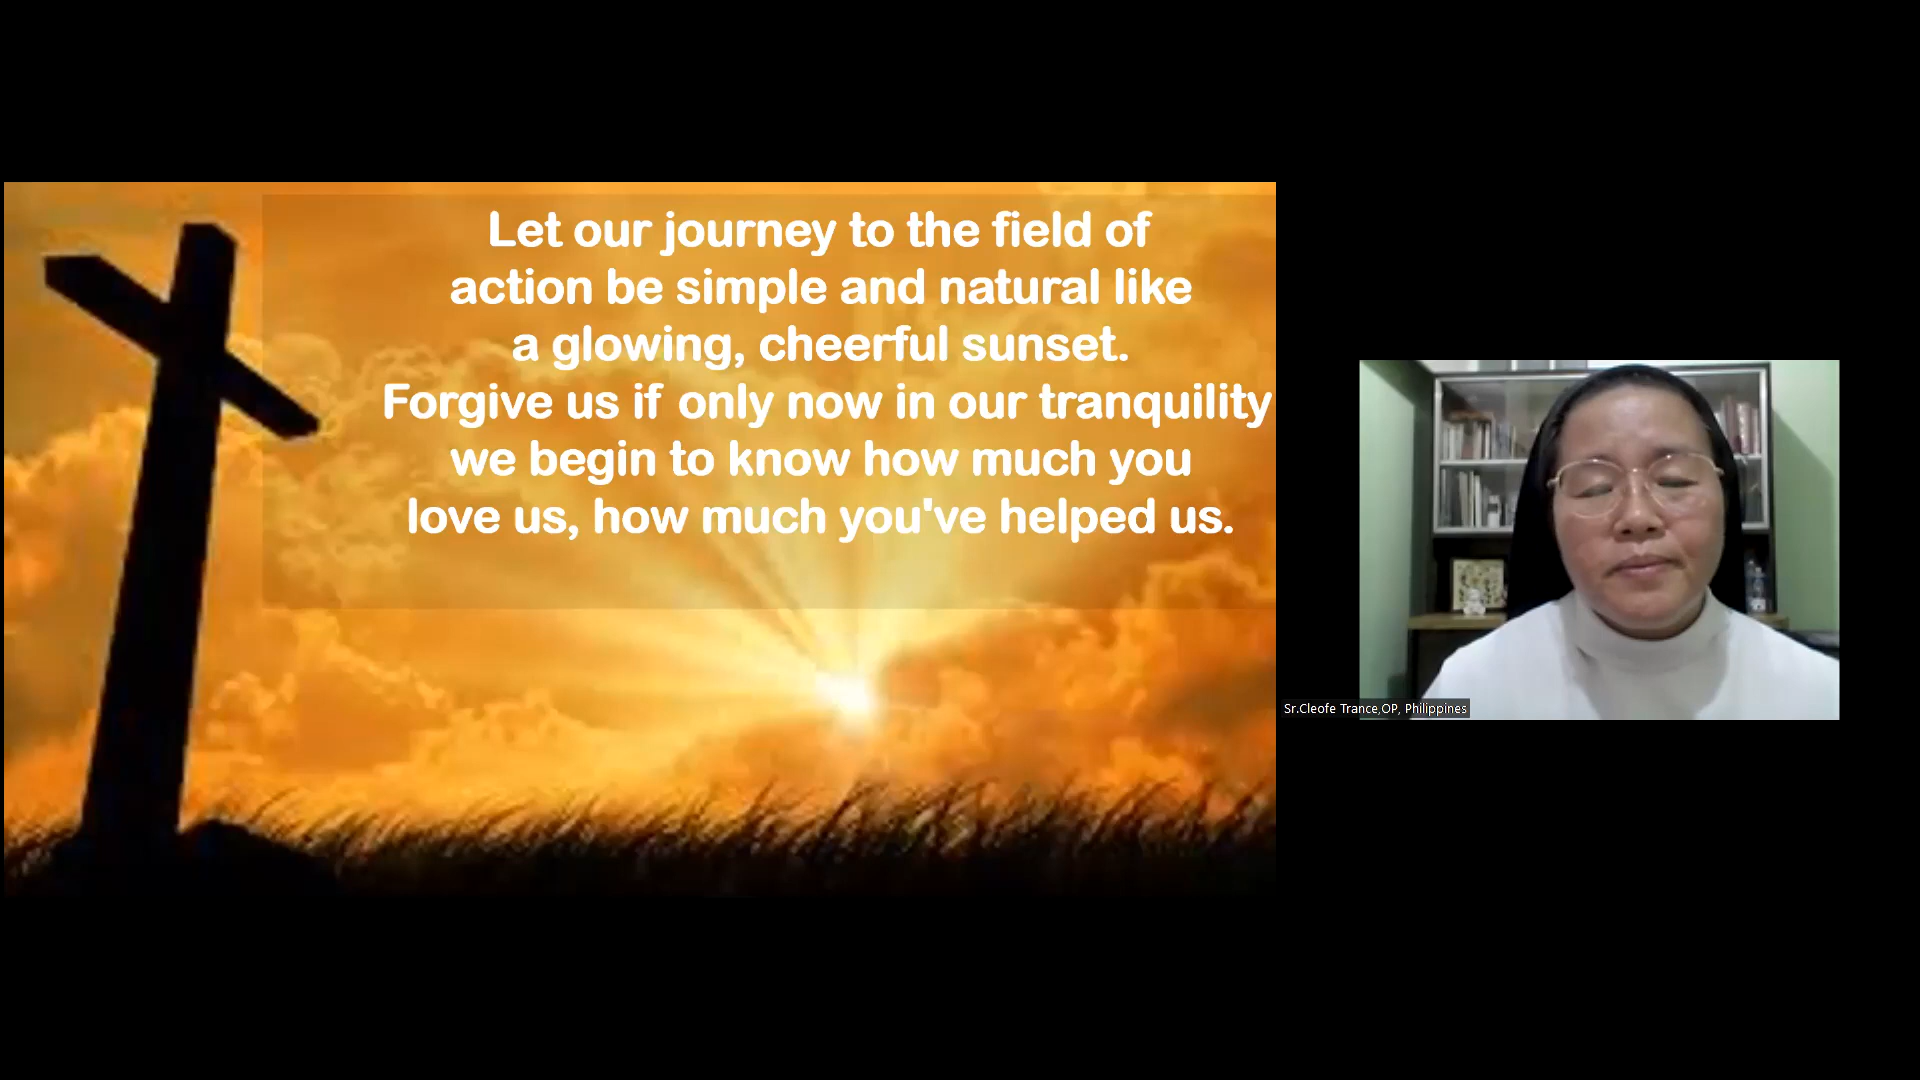 Let our journey to the field of
action be simple and natural like
a glowing, cheerful sunset.
Forgive us if only now in our tranquility
we begin to know how much you
love us, how much you've helped us.
Sr.Cleofe Trance,OP, Philippines